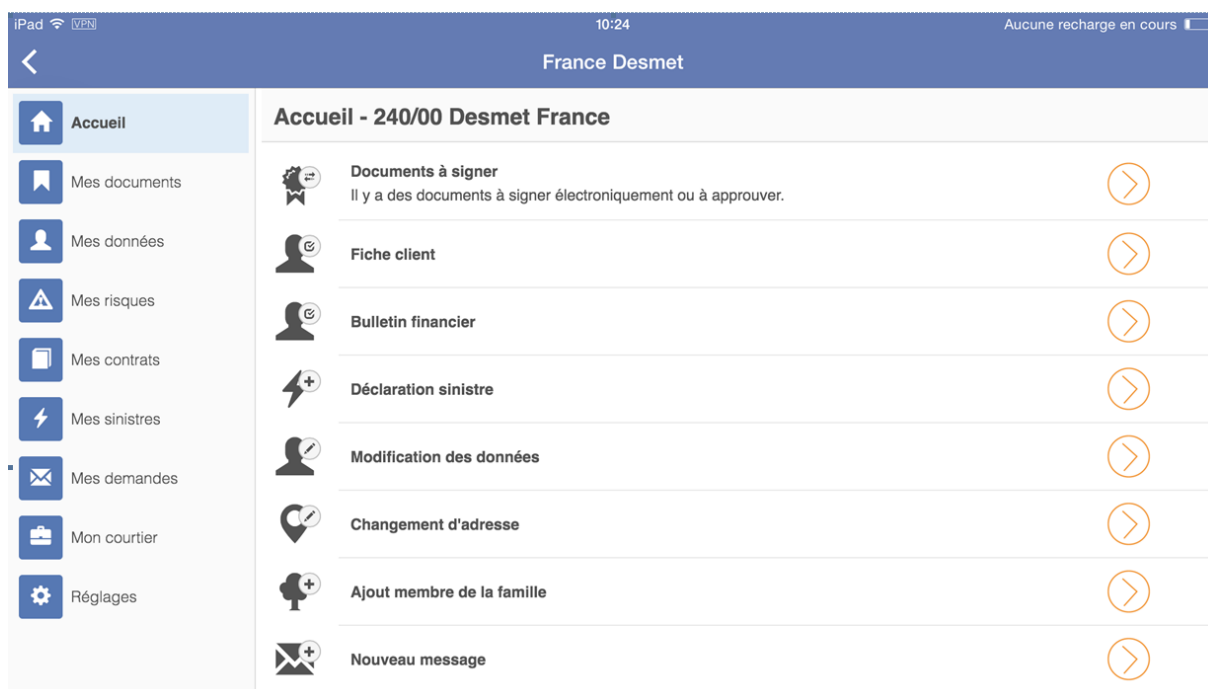 iPad VPN 10:24 Aucune recharge en cours
France Desmet
Accueil
Mes documents
Mes données
Mes risques
Mes contrats
Mes sinistres
Mes demandes
Mon courtier
Réglages
Accueil - 240/00 Desmet France
Documents à signer
Il y a des documents à signer électroniquement ou à approuver.
Fiche client
Bulletin financier
Déclaration sinistre
Modification des données
Changement d'adresse
Ajout membre de la famille
Nouveau message